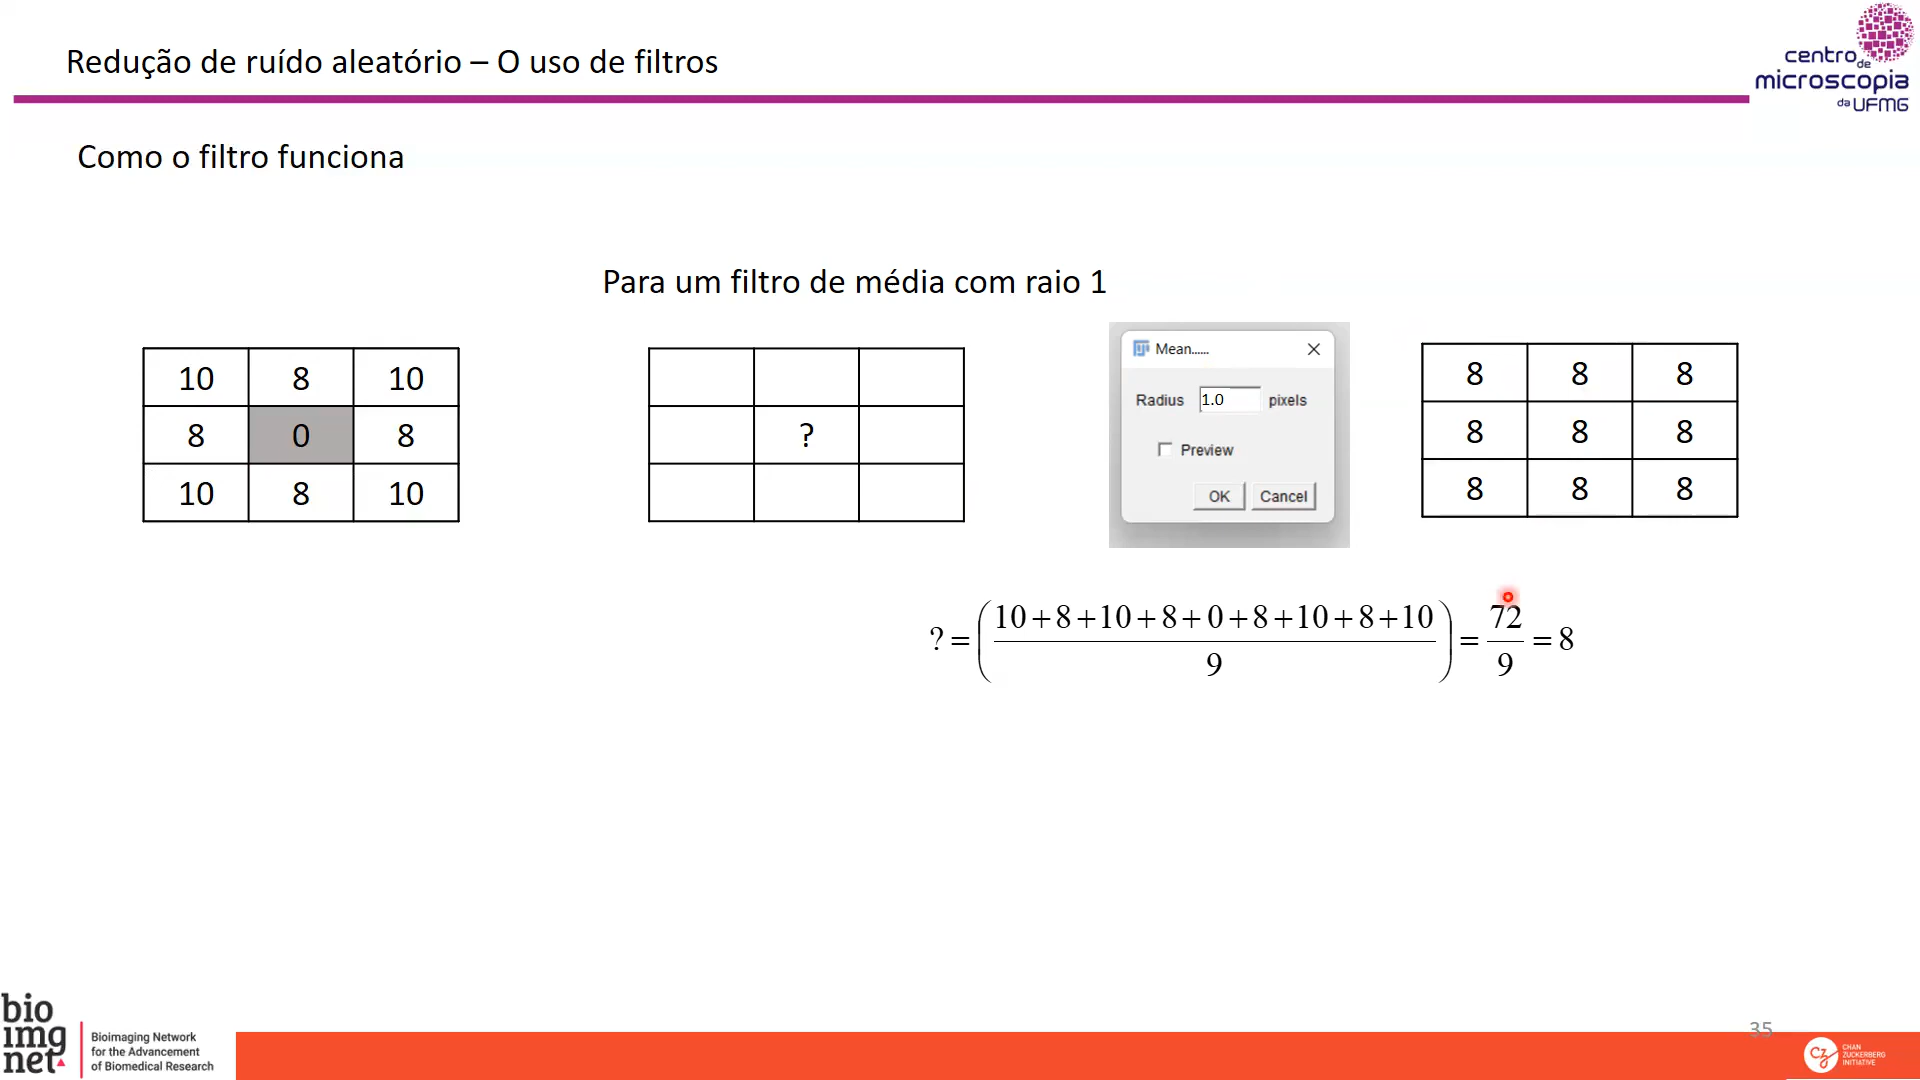 Redução de ruído aleatório – O uso de filtros
centro de
microscopia
da UFMG
Como o filtro funciona
Para um filtro de média com raio 1
10 8 10
8 0 8
10 8 10
?
Mean......
Radius 1.0 pixels
Preview
OK Cancel
8 8 8
8 8 8
8 8 8
? = (10+8+10+8+0+8+10+8+10 / 9) = 72/9 = 8
bio
img
net
Bioimaging Network
for the Advancement
of Biomedical Research
35
CZ
CHAN
ZUCKERBERG
INITIATIVE